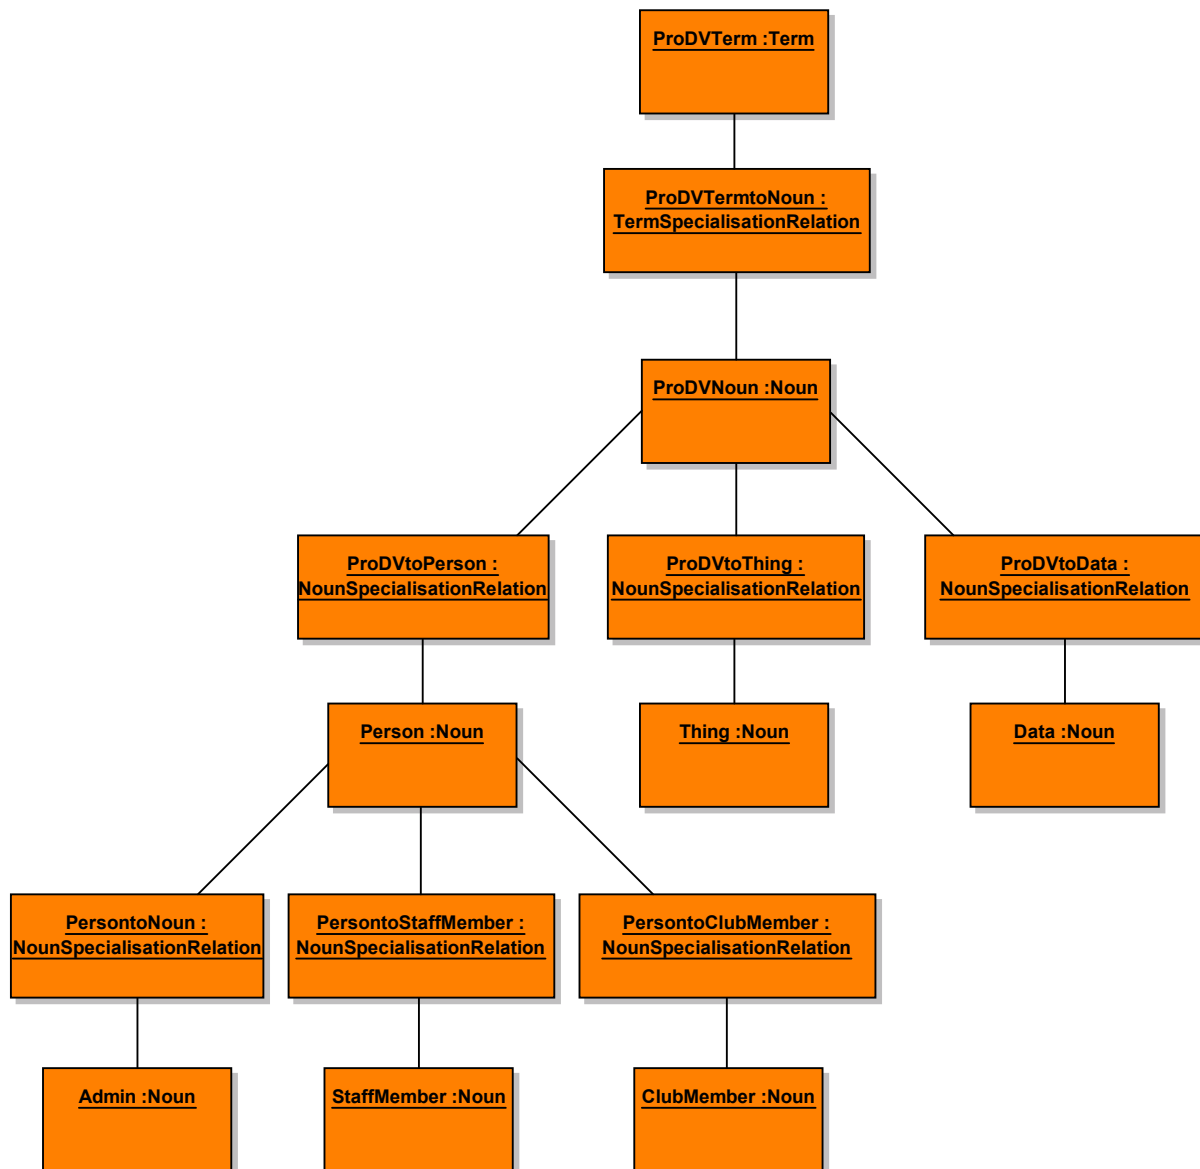 ProDVTerm :Term
ProDVTermtoNoun :
TermSpecialisationRelation
ProDVNoun :Noun
ProDVtoPerson :
NounSpecialisationRelation
ProDVtoThing :
NounSpecialisationRelation
ProDVtoData :
NounSpecialisationRelation
Person :Noun
Thing :Noun
Data :Noun
PersontoNoun :
NounSpecialisationRelation
PersontoStaffMember :
NounSpecialisationRelation
PersontoClubMember :
NounSpecialisationRelation
Admin :Noun
StaffMember :Noun
ClubMember :Noun